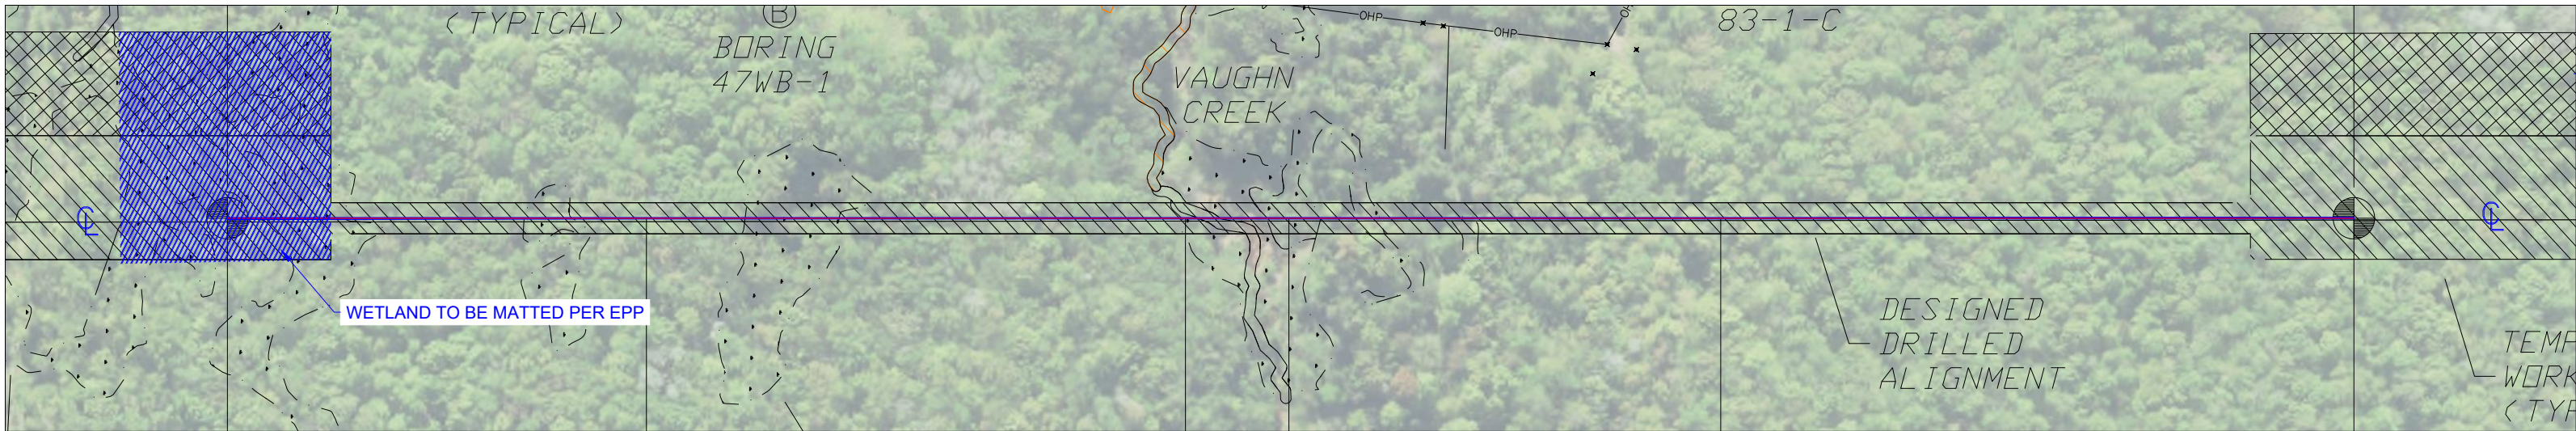 (TYPICAL)
B
BORING
47WB-1
VAUGHN
CREEK
OHP
OHP
83-1-C
WETLAND TO BE MATTED PER EPP
DESIGNED
DRILLED
ALIGNMENT
WORK